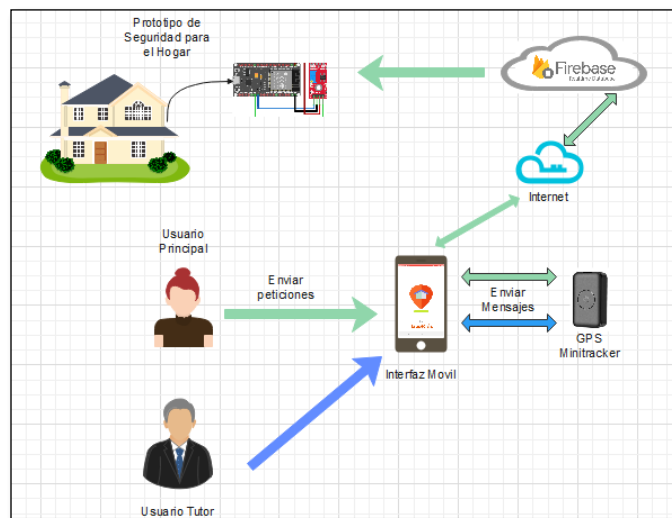 Prototipo de
Seguridad para
el Hogar
Firebase
Internet
Usuario
Principal
Enviar
peticiones
Enviar
Mensajes
GPS
Minitracker
Interfaz Movil
Usuario Tutor